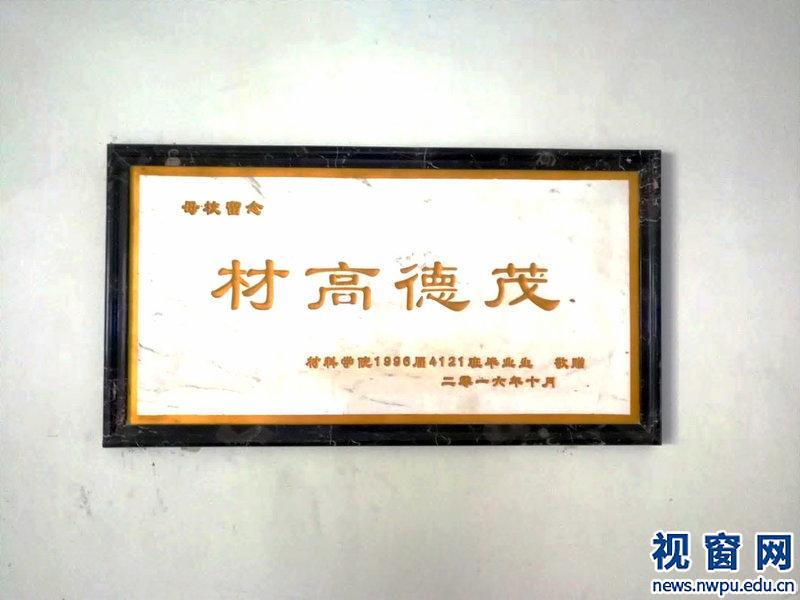 母校留念
材高德茂
材料学院1996届4121班毕业生 敬赠
二零一六年十月
视窗网
news.nwpu.edu.cn